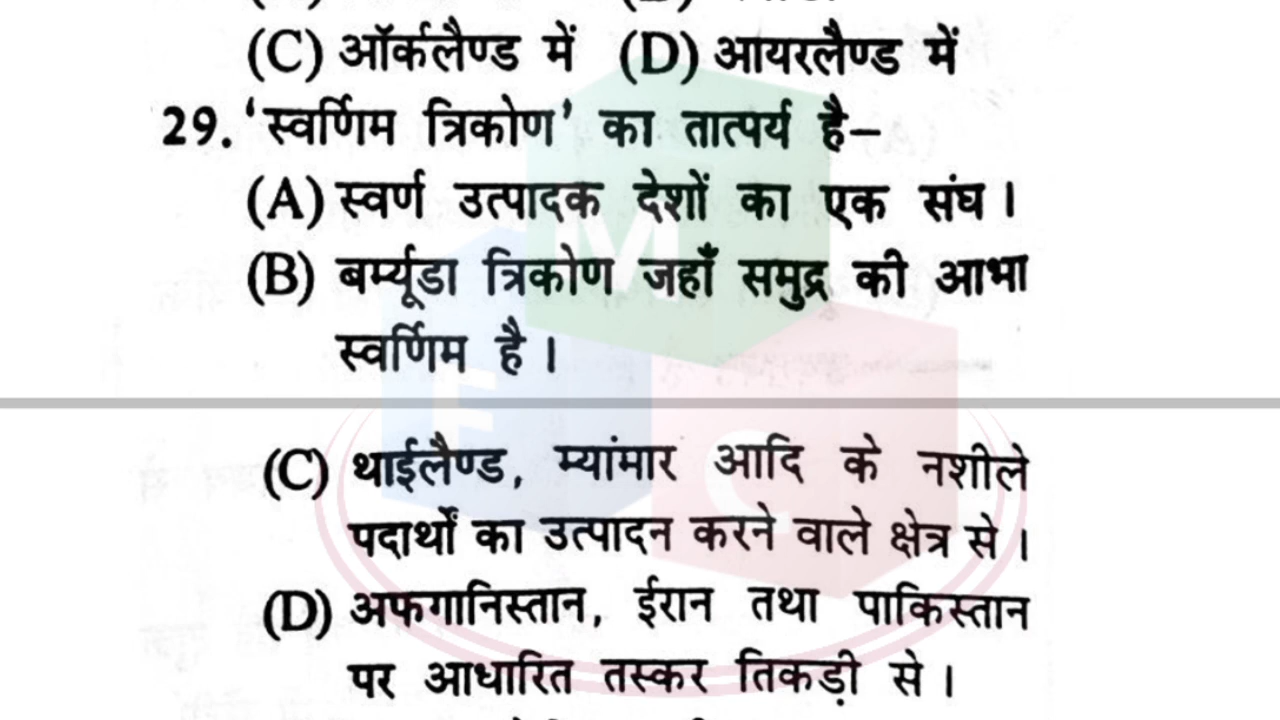 (C) ऑर्कलैण्ड में (D) आयरलैण्ड में
29. ‘स्वर्णिम त्रिकोण’ का तात्पर्य है–
(A) स्वर्ण उत्पादक देशों का एक संघ।
(B) बर्म्यूडा त्रिकोण जहाँ समुद्र की आभा
स्वर्णिम है।
(C) थाईलैण्ड, म्यांमार आदि के नशीले
पदार्थों का उत्पादन करने वाले क्षेत्र से।
(D) अफगानिस्तान, ईरान तथा पाकिस्तान
पर आधारित तस्कर तिकड़ी से।
M
E
C